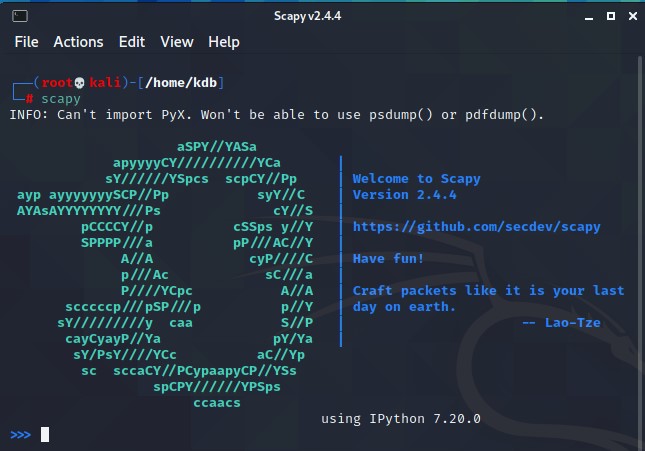 Scapy v2.4.4
File Actions Edit View Help
┌──(root💀kali)-[/home/kdb]
└─# scapy
INFO: Can't import PyX. Won't be able to use psdump() or pdfdump().
                     aSPY//YASa
             apyyyyCY//////////YCa       |
            sY//////YSpcs  scpCY//Pp     | Welcome to Scapy
 ayp ayyyyyyySCP//Pp           syY//C    | Version 2.4.4
 AYAsAYYYYYYYY///Ps              cY//S   |
         pCCCCY//p          cSSps y//Y   | https://github.com/secdev/scapy
         SPPPP///a          pP///AC//Y   |
              A//A            cyP////C   | Have fun!
              p///Ac            sC///a   |
              P////YCpc           A//A   | Craft packets like it is your last
       scccccp///pSP///p          p//Y   | day on earth.
      sY/////////y  caa           S//P   |                      -- Lao-Tze
       cayCyayP//Ya              pY/Ya   |
        sY/PsY////YCc          aC//Yp
         sc  sccaCY//PCypaapyCP//YSs
                  spCPY//////YPSps
                       ccaacs
                                       using IPython 7.20.0
>>>